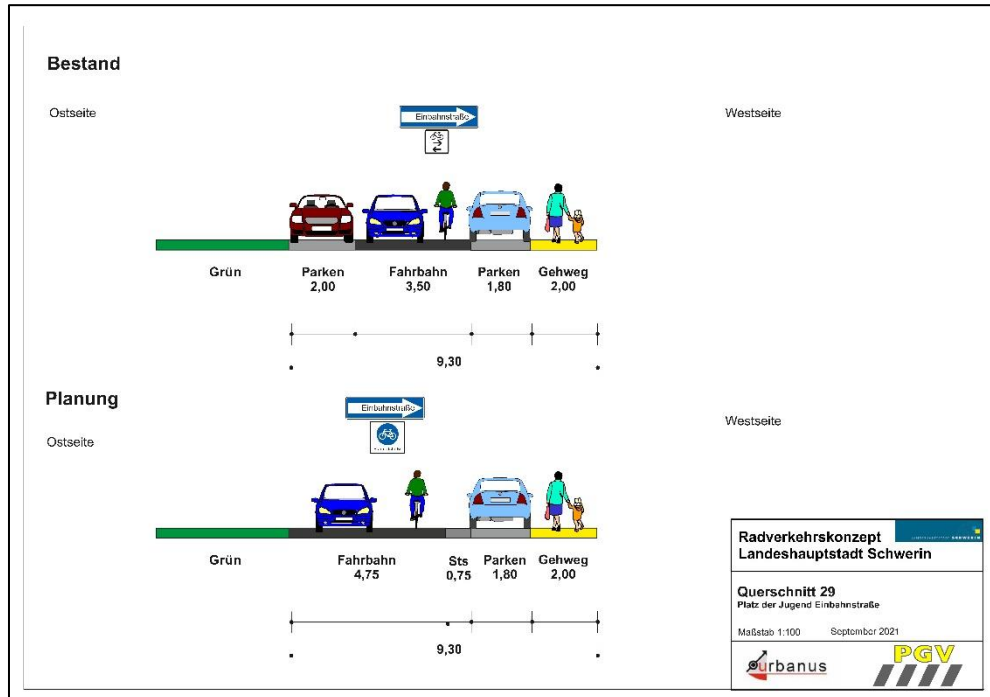 Bestand
Ostseite
Westseite
Einbahnstraße
Grün
Parken
2,00
Fahrbahn
3,50
Parken
1,80
Gehweg
2,00
9,30
Planung
Ostseite
Westseite
Einbahnstraße
Grün
Fahrbahn
4,75
Sts
0,75
Parken
1,80
Gehweg
2,00
9,30
Radverkehrskonzept
Landeshauptstadt Schwerin
Querschnitt 29
Platz der Jugend Einbahnstraße
Maßstab 1:100 September 2021
urbanus
PGV